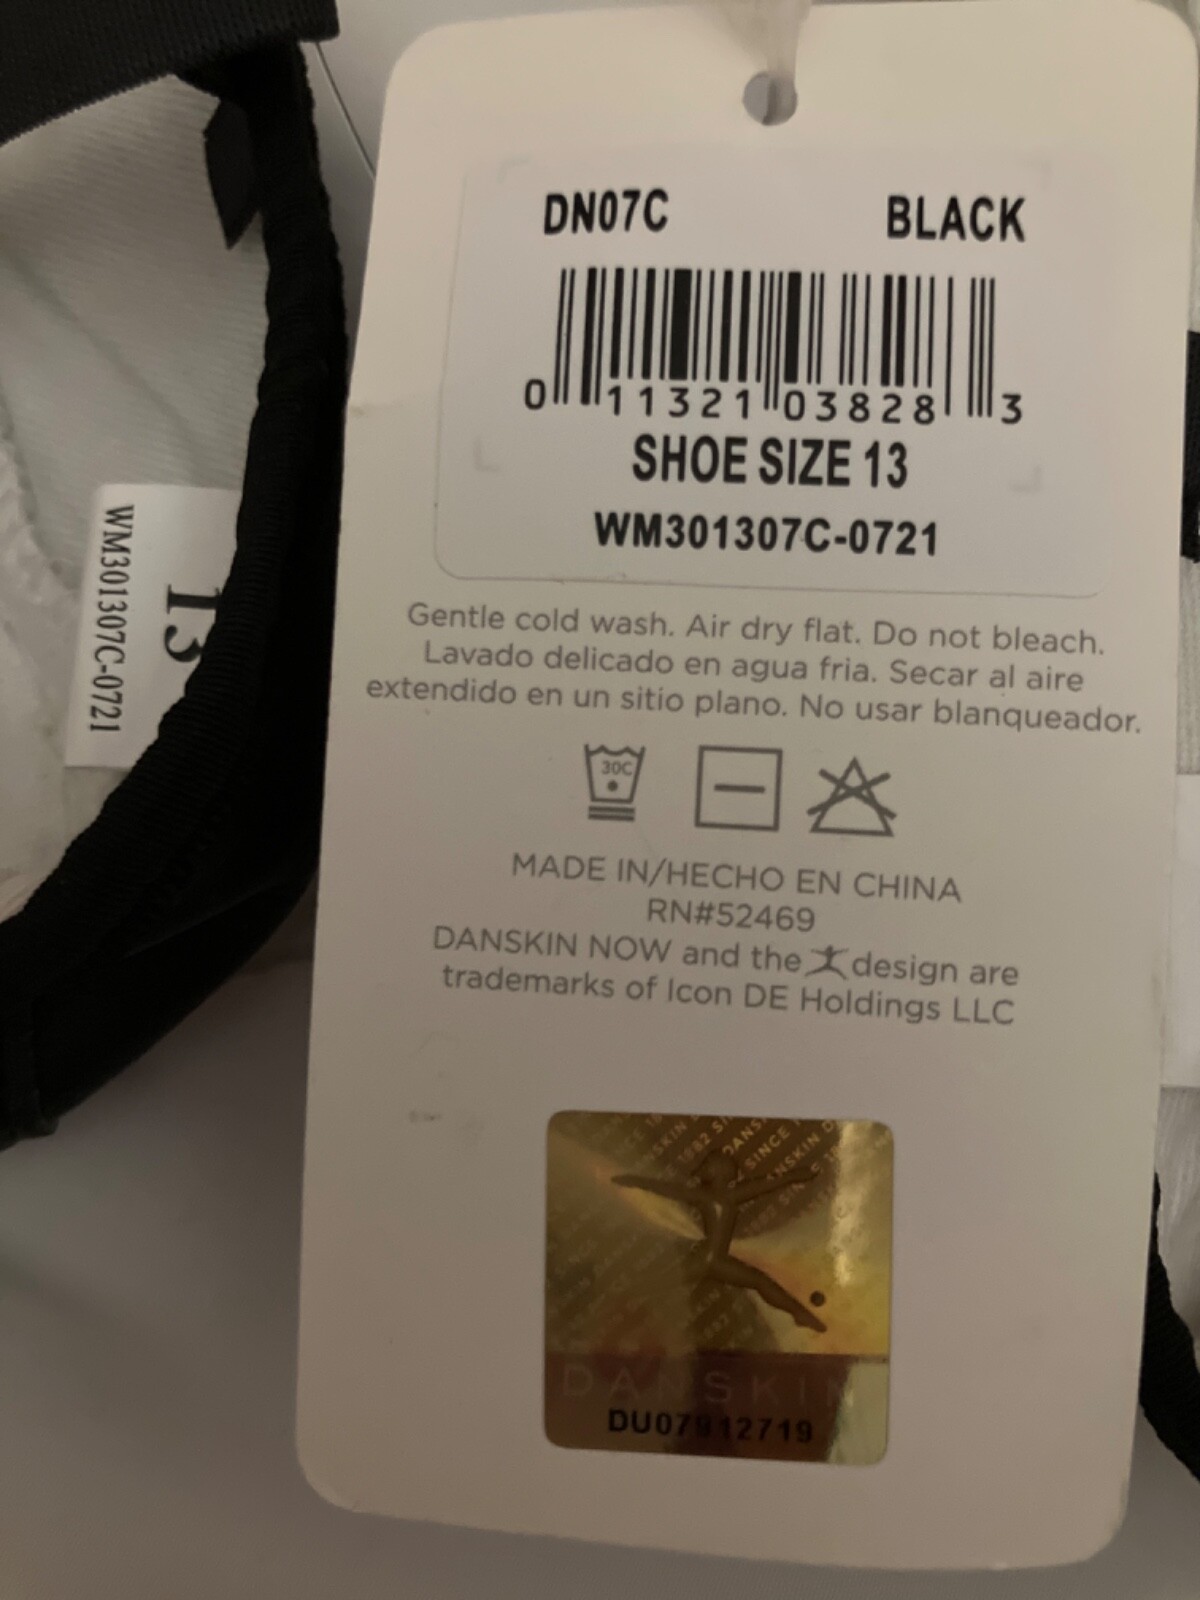 DN07C BLACK
0 11321 03828 3
SHOE SIZE 13
WM301307C-0721
Gentle cold wash. Air dry flat. Do not bleach.
Lavado delicado en agua fria. Secar al aire
extendido en un sitio plano. No usar blanqueador.
30C
MADE IN/HECHO EN CHINA
RN#52469
DANSKIN NOW and the design are
trademarks of Icon DE Holdings LLC
DANSKIN
DU07912719
13
WM301307C-0721